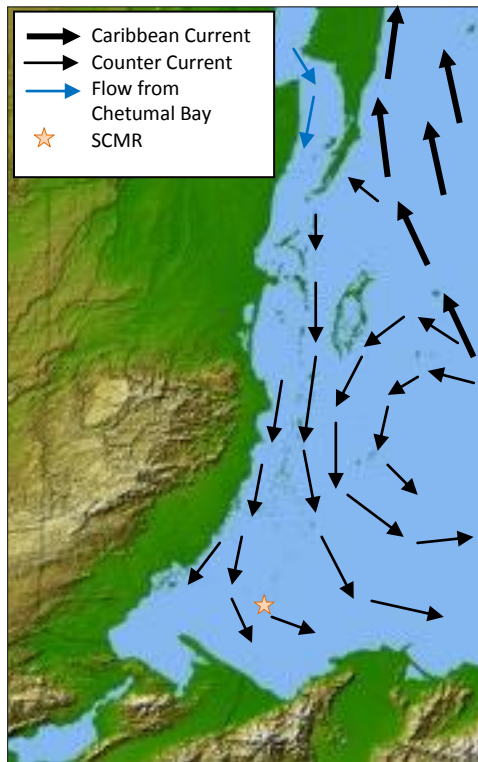 Caribbean Current
Counter Current
Flow from
Chetumal Bay
SCMR